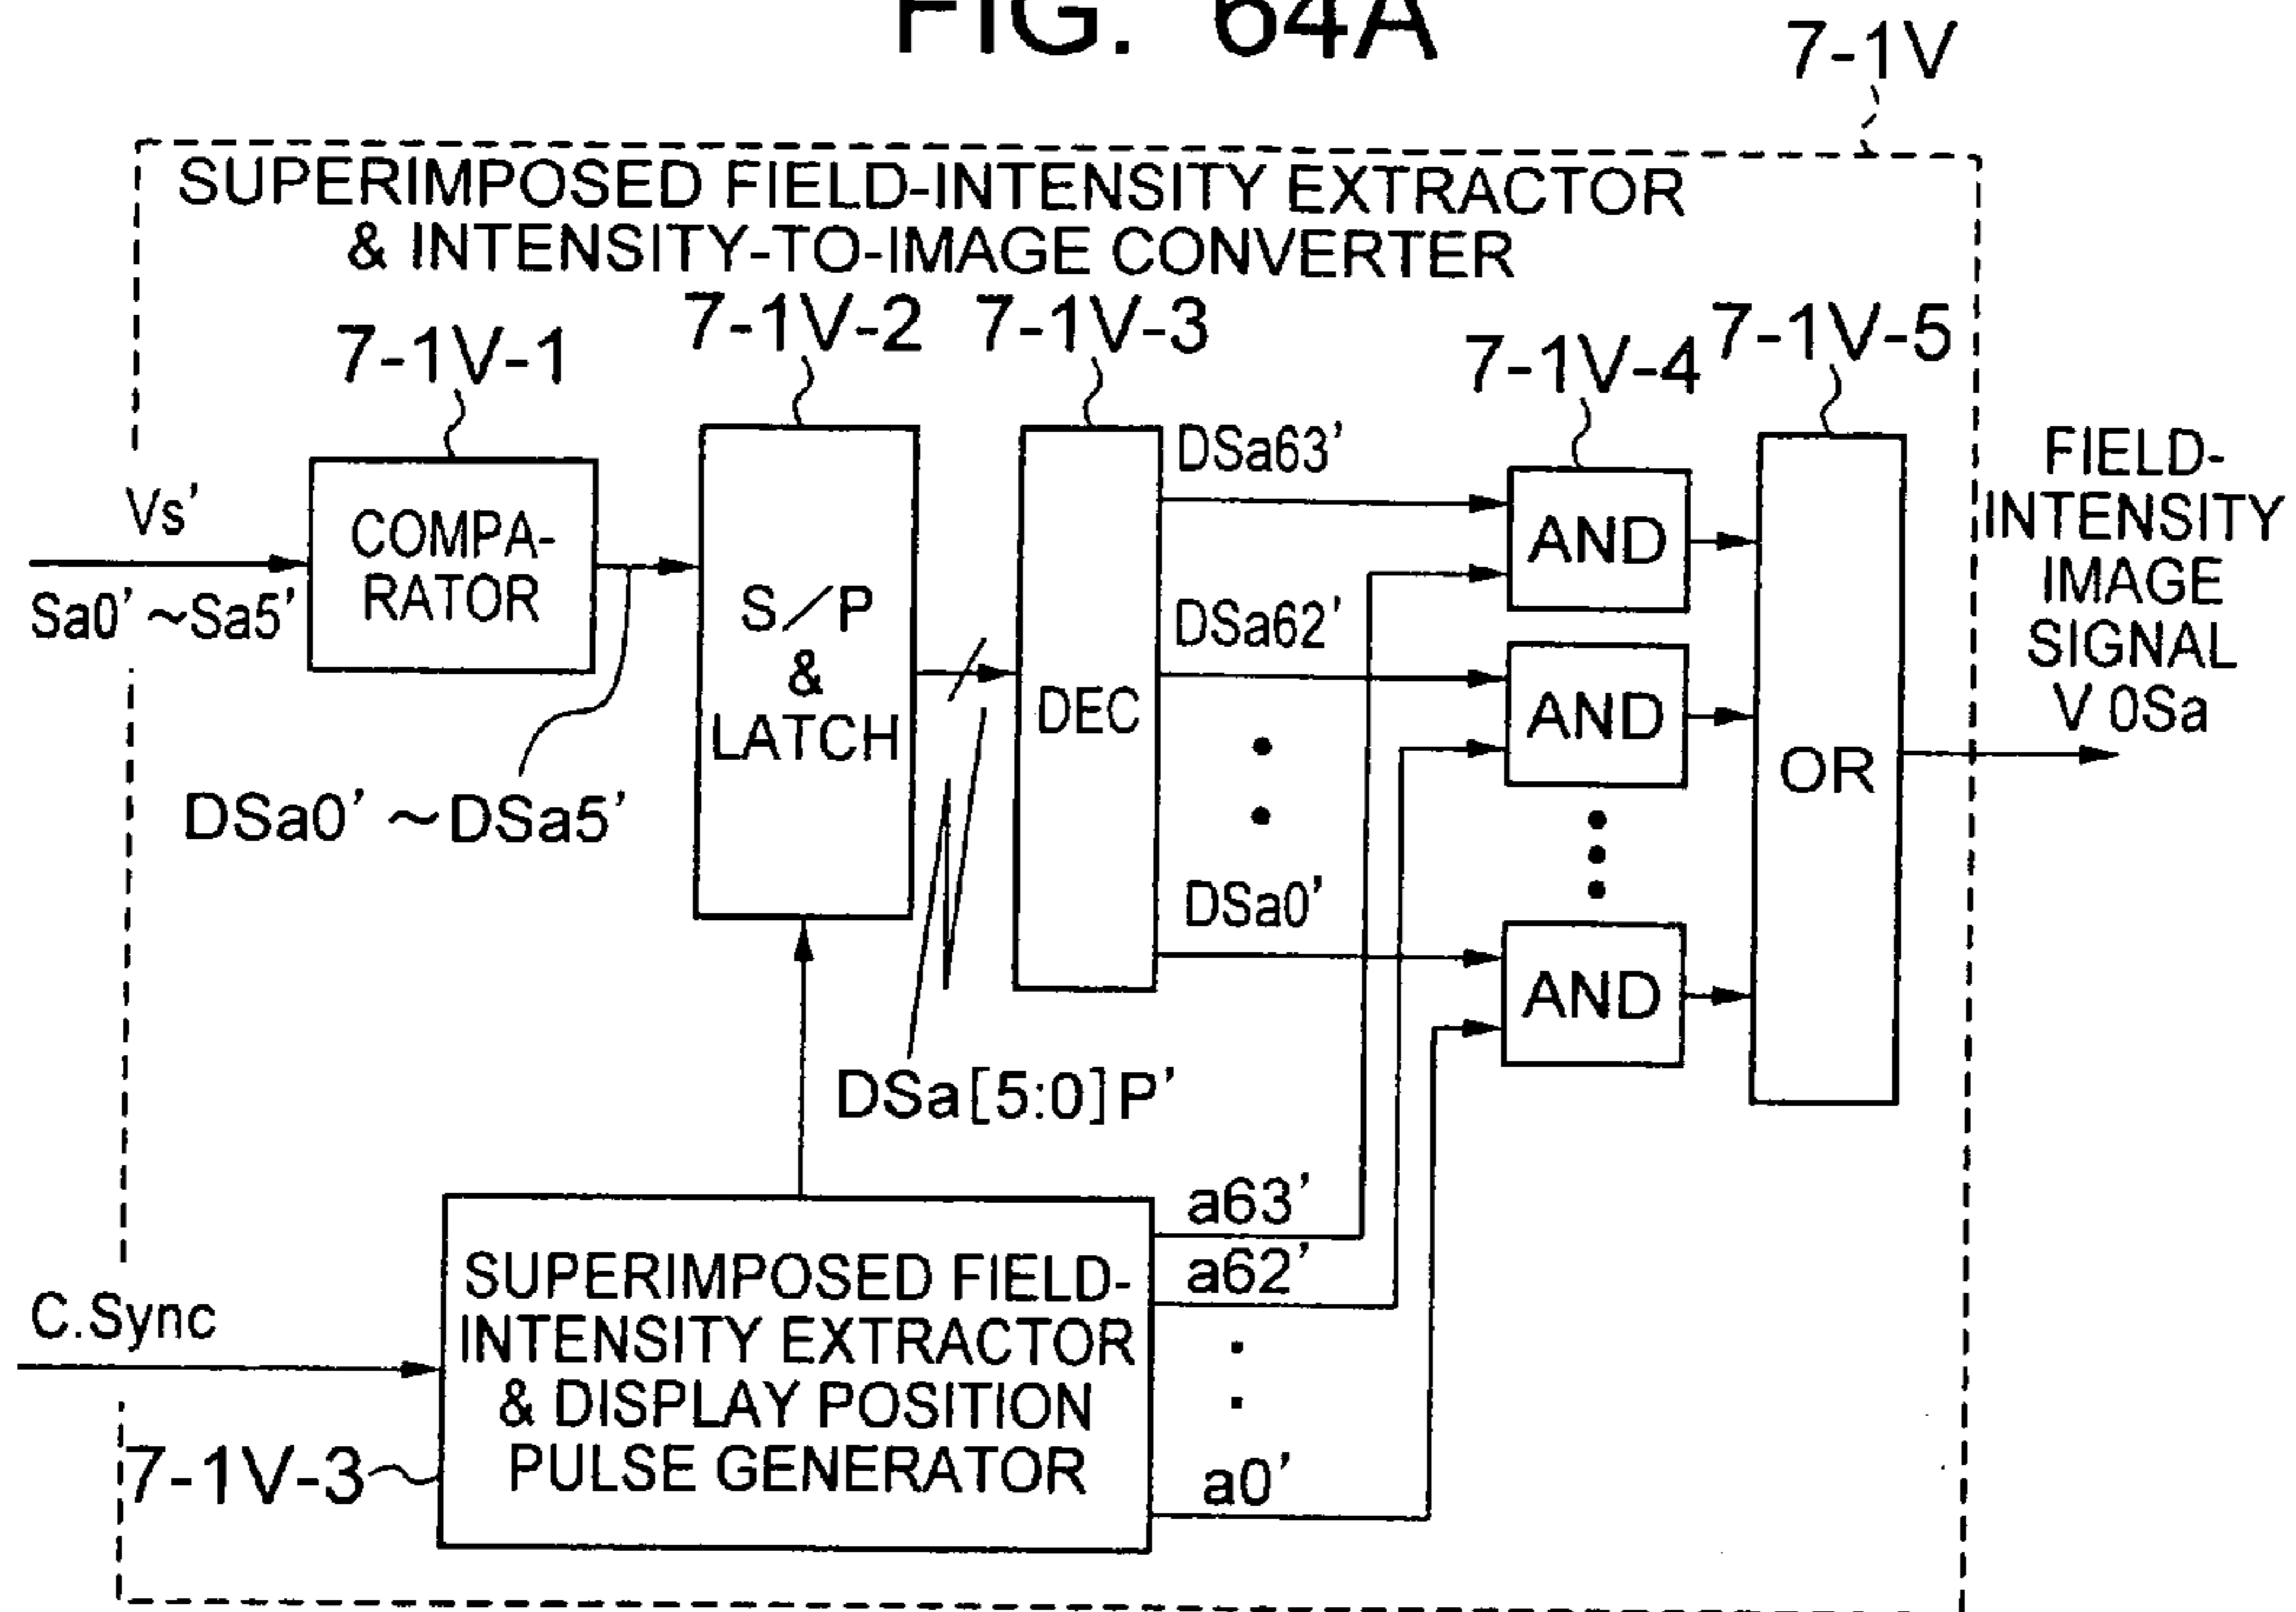 FIG. 64A
7-1V
SUPERIMPOSED FIELD-INTENSITY EXTRACTOR
& INTENSITY-TO-IMAGE CONVERTER
7-1V-1
7-1V-2
7-1V-3
7-1V-4
7-1V-5
Vs'
Sa0' ~Sa5'
COMPA-
RATOR
DSa0' ~DSa5'
S/P
&
LATCH
DSa[5:0]P'
DEC
DSa63'
DSa62'
DSa0'
AND
AND
AND
OR
FIELD-
INTENSITY
IMAGE
SIGNAL
V 0Sa
C.Sync
SUPERIMPOSED FIELD-
INTENSITY EXTRACTOR
& DISPLAY POSITION
PULSE GENERATOR
7-1V-3
a63'
a62'
a0'